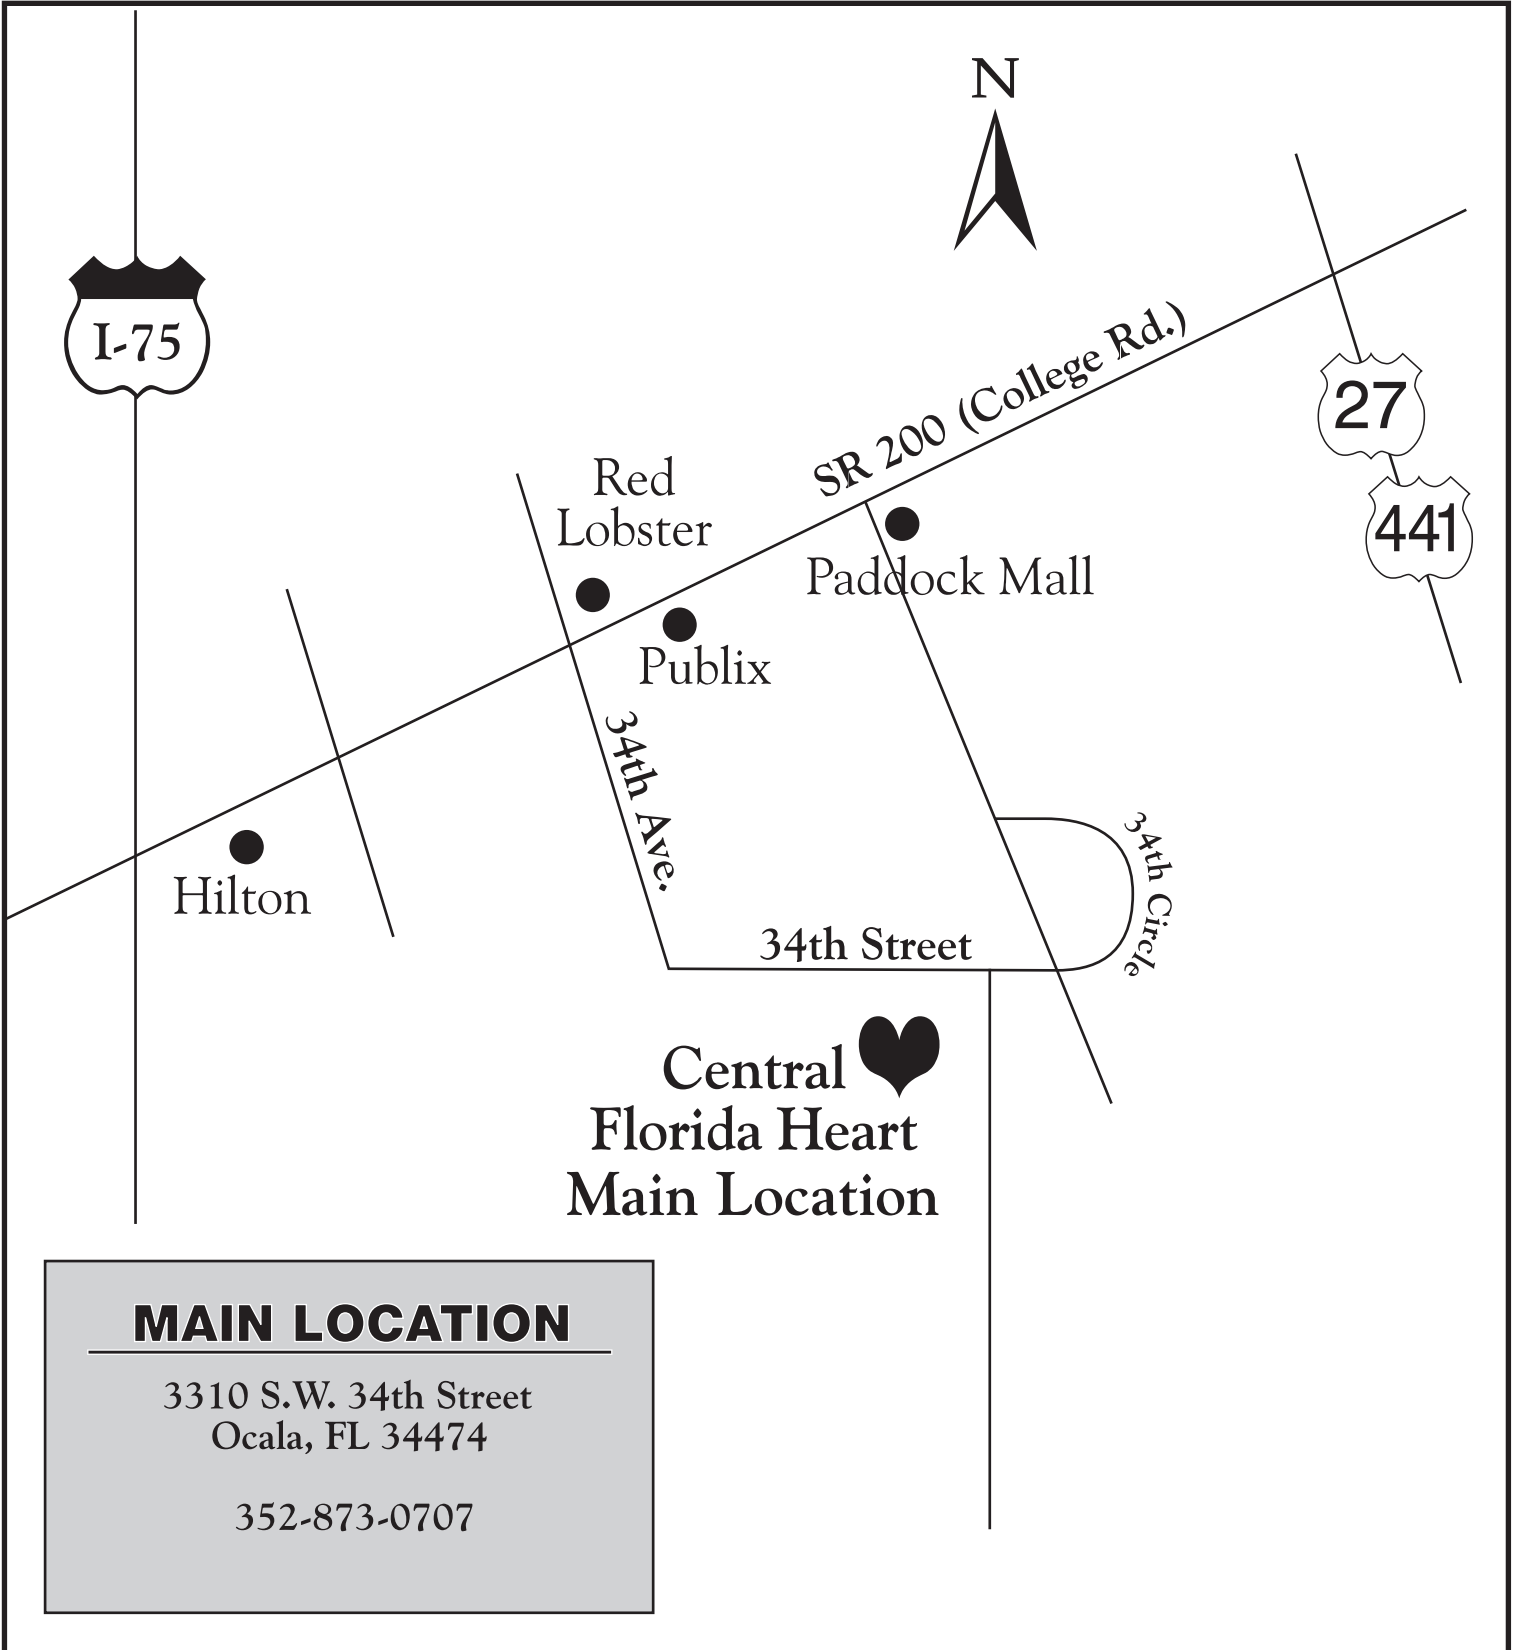 N
I-75
SR 200 (College Rd.)
27
441
Red
Lobster
Paddock Mall
Publix
34th Ave.
Hilton
34th Circle
34th Street
Central
Florida Heart
Main Location
MAIN LOCATION
3310 S.W. 34th Street
Ocala, FL 34474
352-873-0707